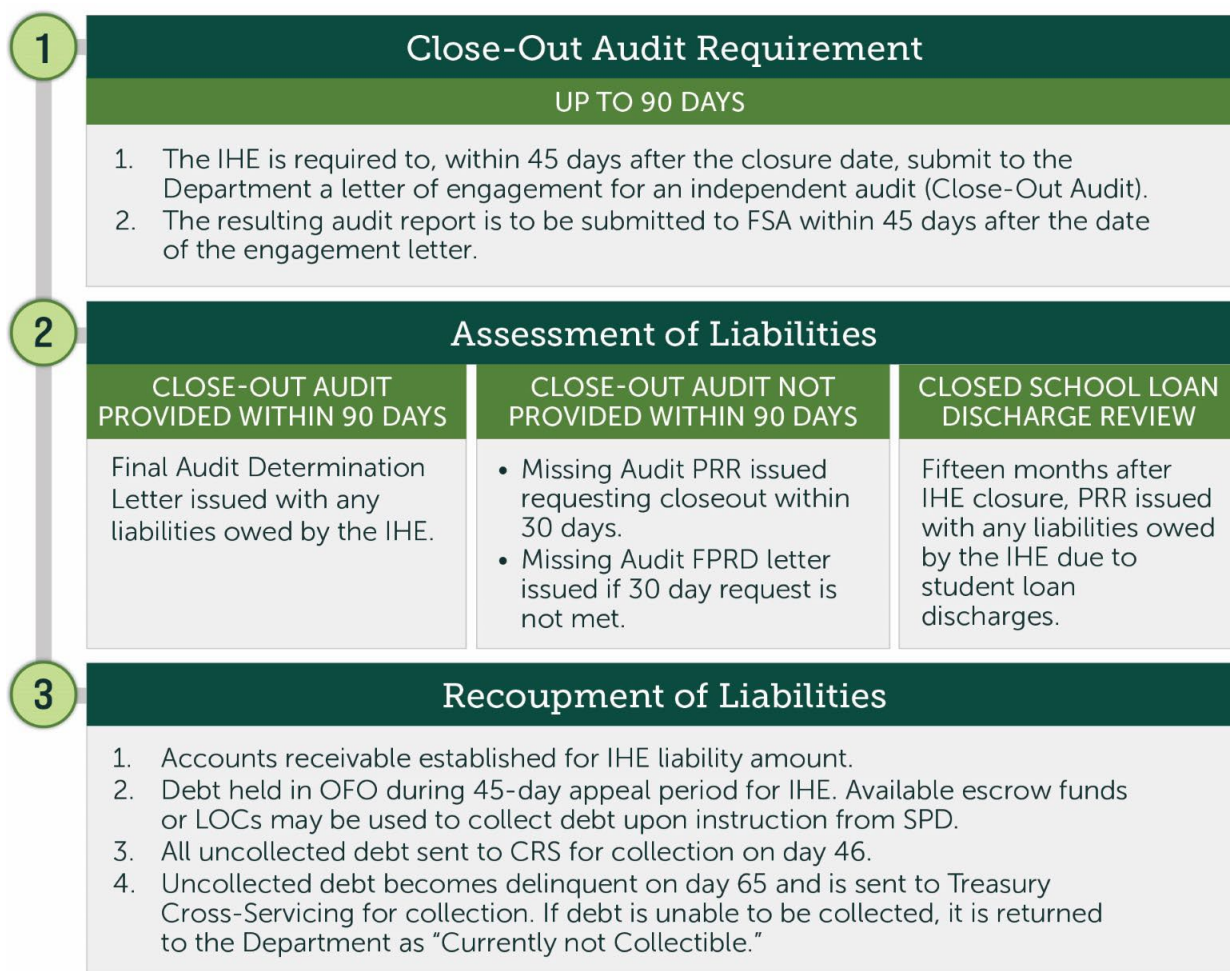 1
Close-Out Audit Requirement
UP TO 90 DAYS
1. The IHE is required to, within 45 days after the closure date, submit to the
Department a letter of engagement for an independent audit (Close-Out Audit).
2. The resulting audit report is to be submitted to FSA within 45 days after the date
of the engagement letter.
2
Assessment of Liabilities
CLOSE-OUT AUDIT
PROVIDED WITHIN 90 DAYS
Final Audit Determination
Letter issued with any
liabilities owed by the IHE.
CLOSE-OUT AUDIT NOT
PROVIDED WITHIN 90 DAYS
• Missing Audit PRR issued
requesting closeout within
30 days.
• Missing Audit FPRD letter
issued if 30 day request is
not met.
CLOSED SCHOOL LOAN
DISCHARGE REVIEW
Fifteen months after
IHE closure, PRR issued
with any liabilities owed
by the IHE due to
student loan
discharges.
3
Recoupment of Liabilities
1. Accounts receivable established for IHE liability amount.
2. Debt held in OFO during 45-day appeal period for IHE. Available escrow funds
or LOCs may be used to collect debt upon instruction from SPD.
3. All uncollected debt sent to CRS for collection on day 46.
4. Uncollected debt becomes delinquent on day 65 and is sent to Treasury
Cross-Servicing for collection. If debt is unable to be collected, it is returned
to the Department as “Currently not Collectible.”